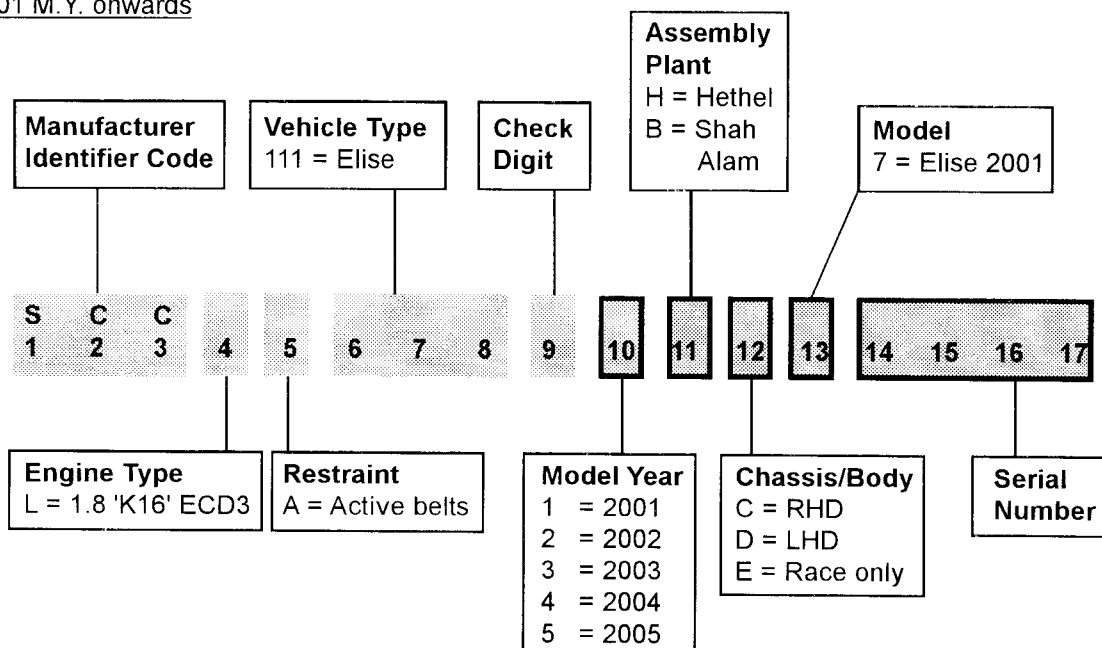 01 M.Y. onwards
Assembly
Plant
H = Hethel
B = Shah
Alam
Manufacturer
Identifier Code
Vehicle Type
111 = Elise
Check
Digit
Model
7 = Elise 2001
S C C
1 2 3 4 5 6 7 8 9 10 11 12 13 14 15 16 17
Engine Type
L = 1.8 'K16' ECD3
Restraint
A = Active belts
Model Year
1 = 2001
2 = 2002
3 = 2003
4 = 2004
5 = 2005
Chassis/Body
C = RHD
D = LHD
E = Race only
Serial
Number